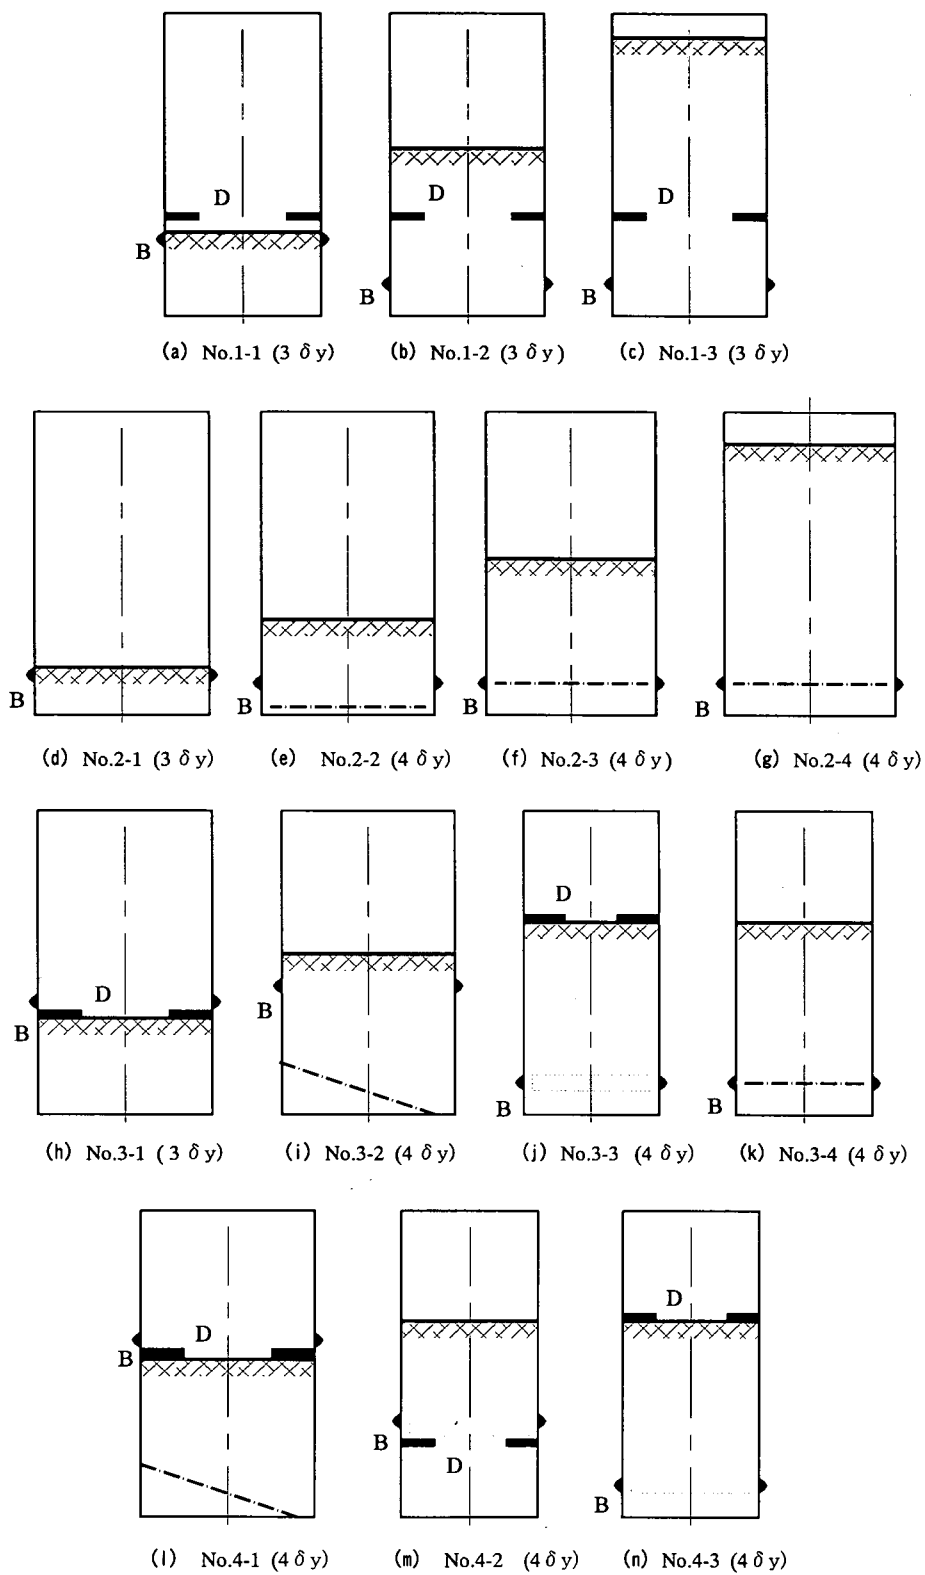 D D D
B B B
(a) No.1-1 (3 δ y) (b) No.1-2 (3 δ y) (c) No.1-3 (3 δ y)
B B B B
(d) No.2-1 (3 δ y) (e) No.2-2 (4 δ y) (f) No.2-3 (4 δ y) (g) No.2-4 (4 δ y)
D
D
B B
B B
(h) No.3-1 (3 δ y) (i) No.3-2 (4 δ y) (j) No.3-3 (4 δ y) (k) No.3-4 (4 δ y)
D D
B
B D
B
(l) No.4-1 (4 δ y) (m) No.4-2 (4 δ y) (n) No.4-3 (4 δ y)